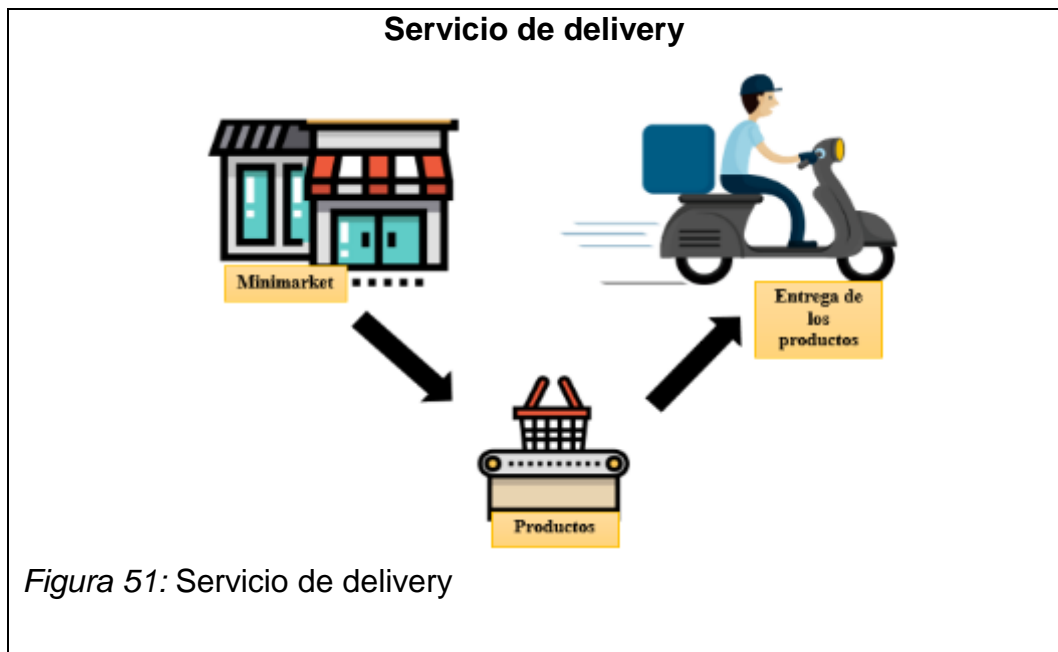 Servicio de delivery
Minimarket
Entrega de
los
productos
Productos
Figura 51: Servicio de delivery